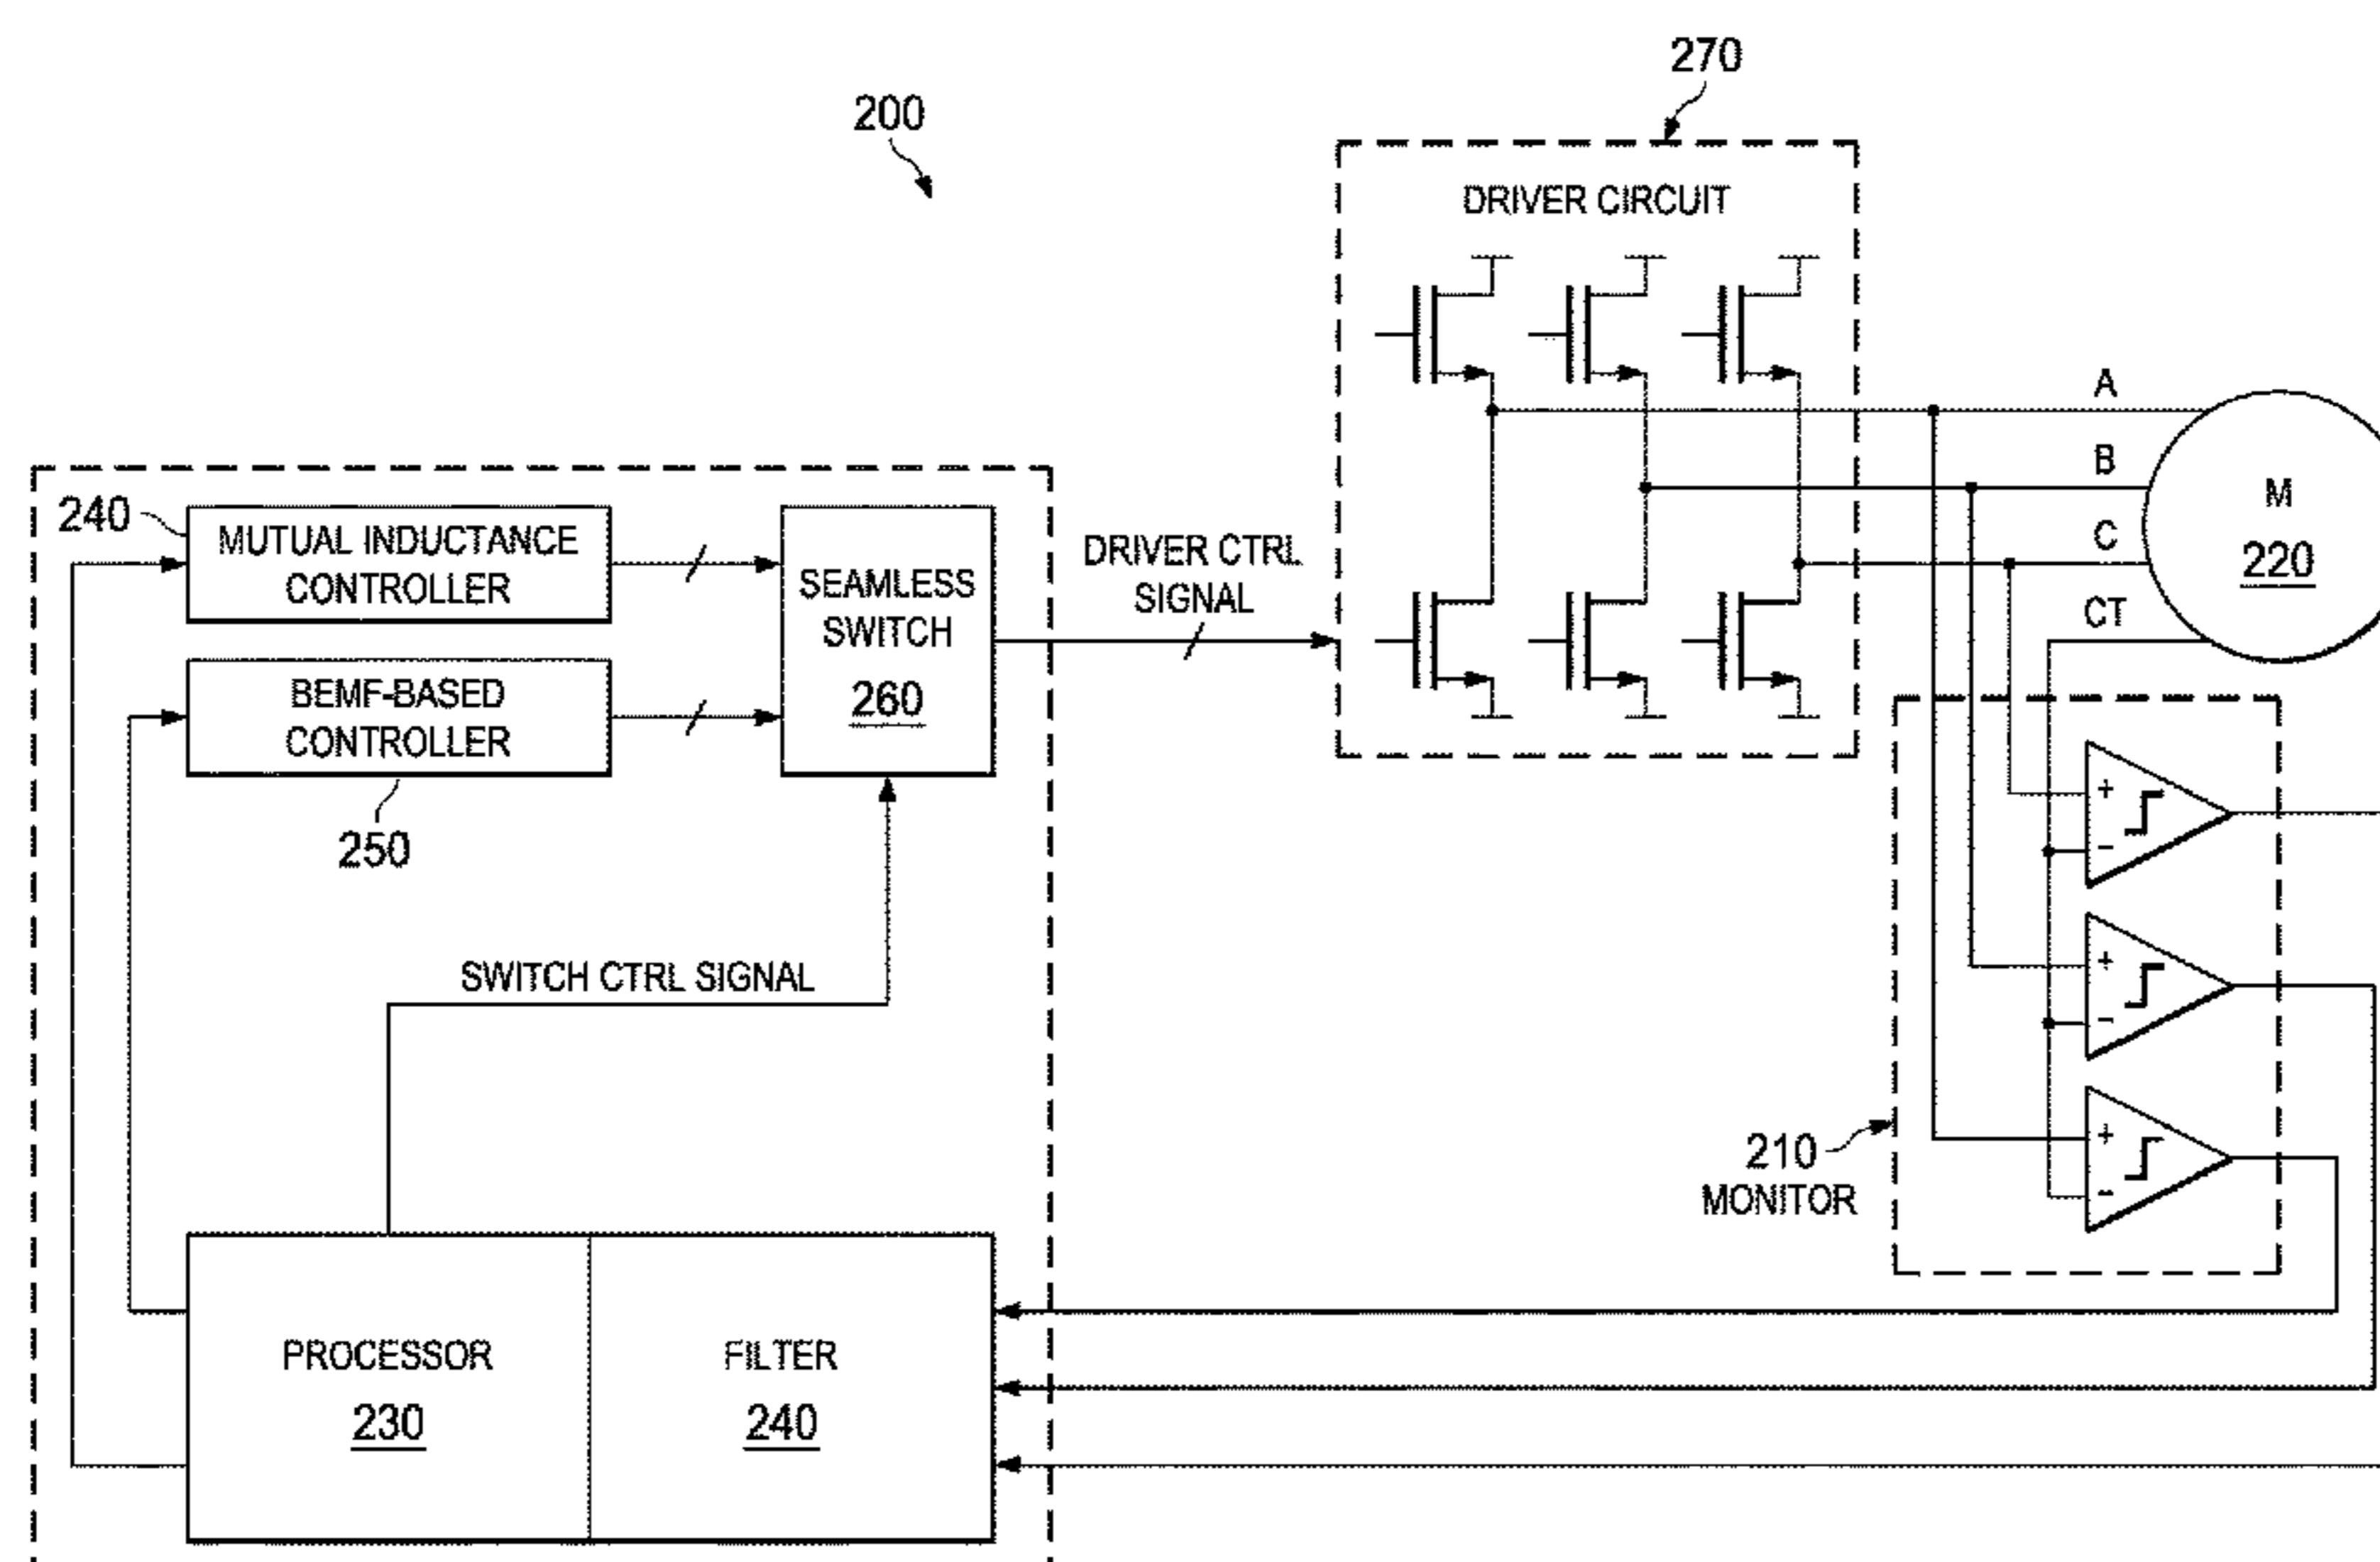 270
200
DRIVER CIRCUIT
A
B
M
220
C
CT
240
MUTUAL INDUCTANCE
CONTROLLER
SEAMLESS
SWITCH
260
DRIVER CTRL
SIGNAL
BEMF-BASED
CONTROLLER
250
+
-
SWITCH CTRL SIGNAL
+
-
210
MONITOR
+
-
PROCESSOR
230
FILTER
240